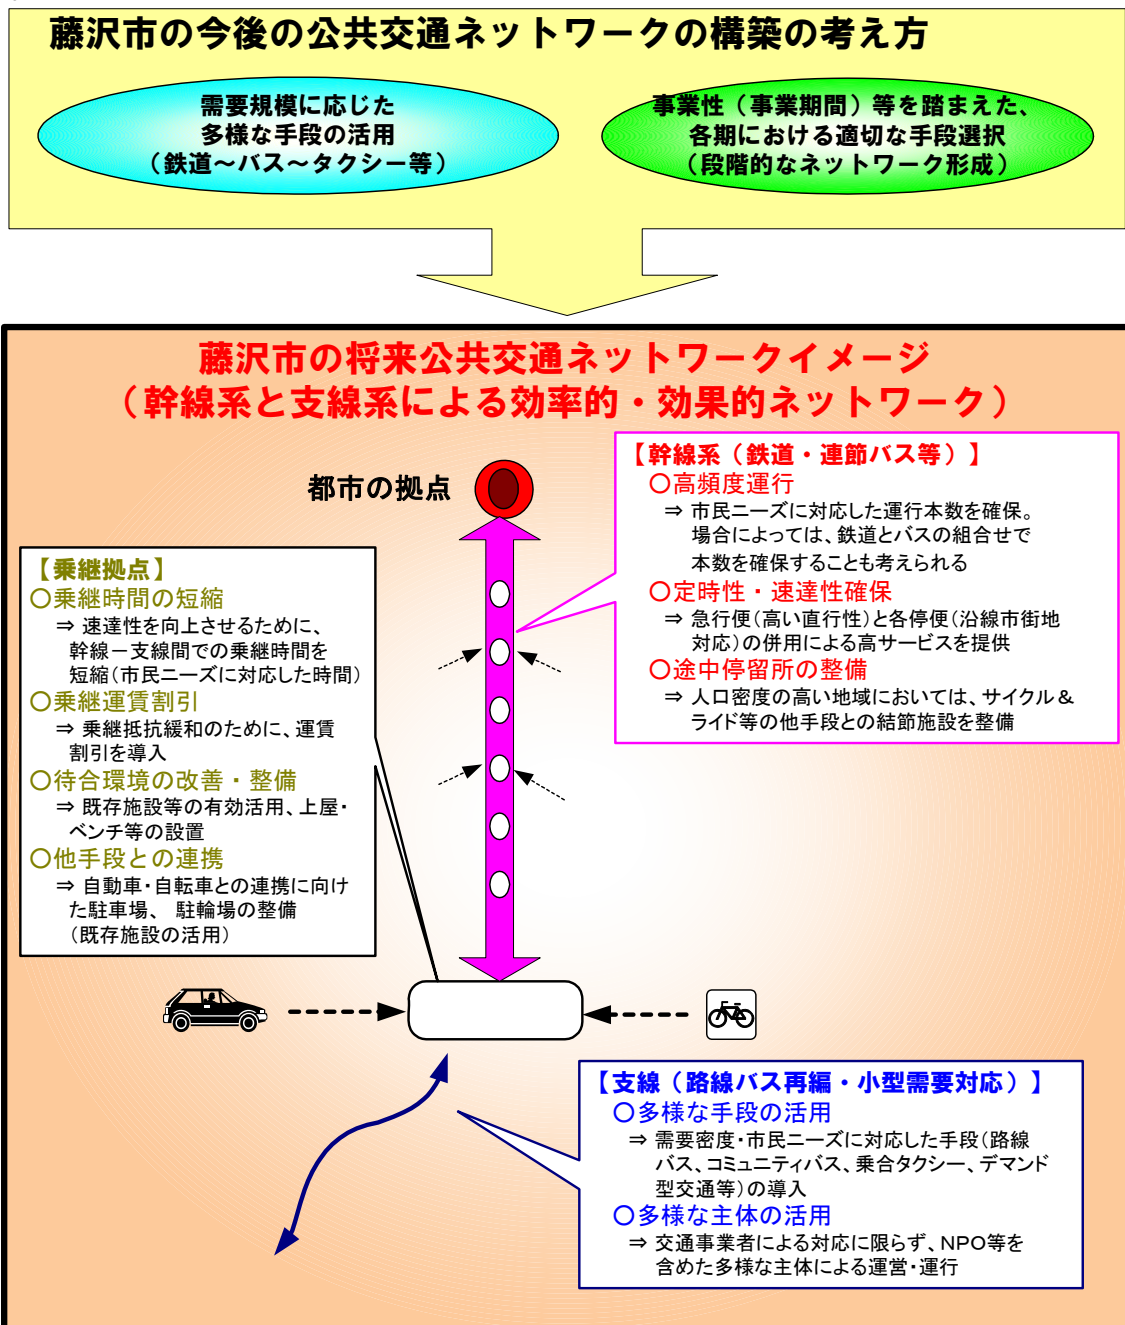 藤沢市の今後の公共交通ネットワークの構築の考え方
需要規模に応じた
多様な手段の活用
(鉄道～バス～タクシー等)
事業性(事業期間)等を踏まえた、
各期における適切な手段選択
(段階的なネットワーク形成)
藤沢市の将来公共交通ネットワークイメージ
(幹線系と支線系による効率的・効果的ネットワーク)
都市の拠点
【幹線系(鉄道・連節バス等)】
○高頻度運行
⇒ 市民ニーズに対応した運行本数を確保。
場合によっては、鉄道とバスの組合せで
本数を確保することも考えられる
○定時性・速達性確保
⇒ 急行便(高い直行性)と各停便(沿線市街地
対応)の併用による高サービスを提供
○途中停留所の整備
⇒ 人口密度の高い地域においては、サイクル&
ライド等の他手段との結節施設を整備
【乗継拠点】
○乗継時間の短縮
⇒ 速達性を向上させるために、
幹線－支線間での乗継時間を
短縮(市民ニーズに対応した時間)
○乗継運賃割引
⇒ 乗継抵抗緩和のために、運賃
割引を導入
○待合環境の改善・整備
⇒ 既存施設等の有効活用、上屋・
ベンチ等の設置
○他手段との連携
⇒ 自動車・自転車との連携に向け
た駐車場、 駐輪場の整備
(既存施設の活用)
【支線(路線バス再編・小型需要対応)】
○多様な手段の活用
⇒ 需要密度・市民ニーズに対応した手段(路線
バス、コミュニティバス、乗合タクシー、デマンド
型交通等)の導入
○多様な主体の活用
⇒ 交通事業者による対応に限らず、NPO等を
含めた多様な主体による運営・運行